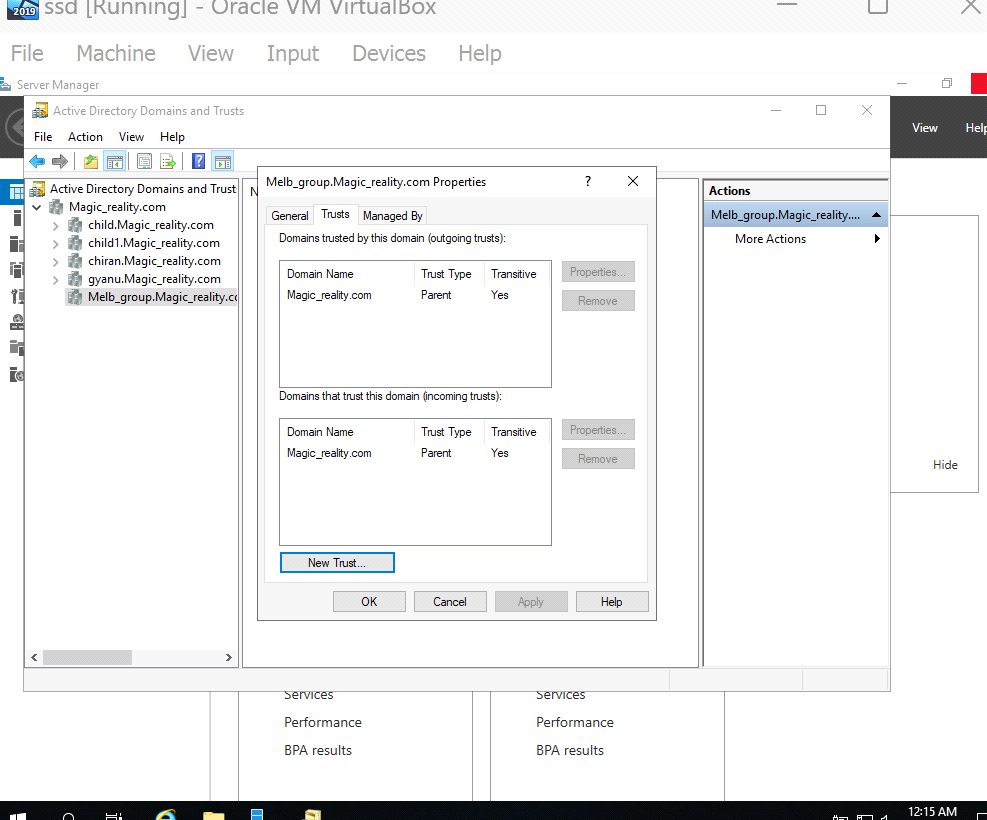 2019 ssd [Running] - Oracle VM VirtualBox
File Machine View Input Devices Help
Server Manager
Active Directory Domains and Trusts
File Action View Help
View Help
Active Directory Domains and Trust
Magic_reality.com
child.Magic_reality.com
child1.Magic_reality.com
chiran.Magic_reality.com
gyanu.Magic_reality.com
Melb_group.Magic_reality.co
N
Melb_group.Magic_reality.com Properties
General Trusts Managed By
Domains trusted by this domain (outgoing trusts):
Domain Name Trust Type Transitive
Magic_reality.com Parent Yes
Properties...
Remove
Domains that trust this domain (incoming trusts):
Domain Name Trust Type Transitive
Magic_reality.com Parent Yes
Properties...
Remove
New Trust...
OK Cancel Apply Help
Actions
Melb_group.Magic_reality....
More Actions
Hide
Services Services
Performance Performance
BPA results BPA results
12:15 AM